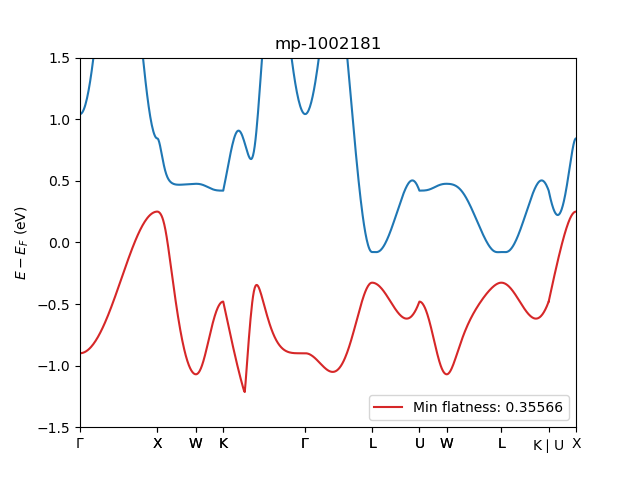 mp-1002181
E − E_F (eV)
1.5
1.0
0.5
0.0
−0.5
−1.0
−1.5
Min flatness: 0.35566
Γ X W K Γ L U W L K | U X